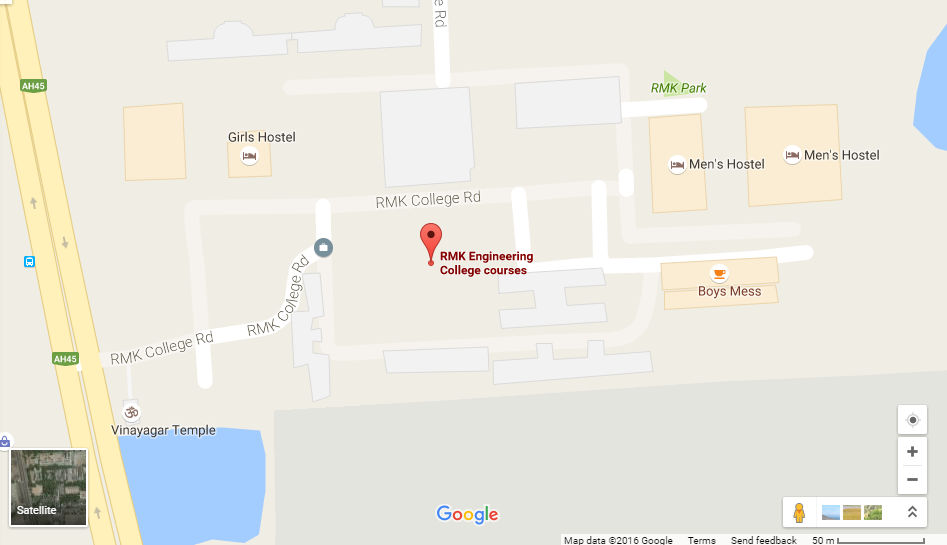 e Rd
AH45
RMK Park
Girls Hostel
Men's Hostel
Men's Hostel
RMK College Rd
RMK Engineering
College courses
RMK College Rd
Boys Mess
RMK College Rd
AH45
ॐ
Vinayagar Temple
Satellite
Google
Map data ©2016 Google Terms Send feedback 50 m